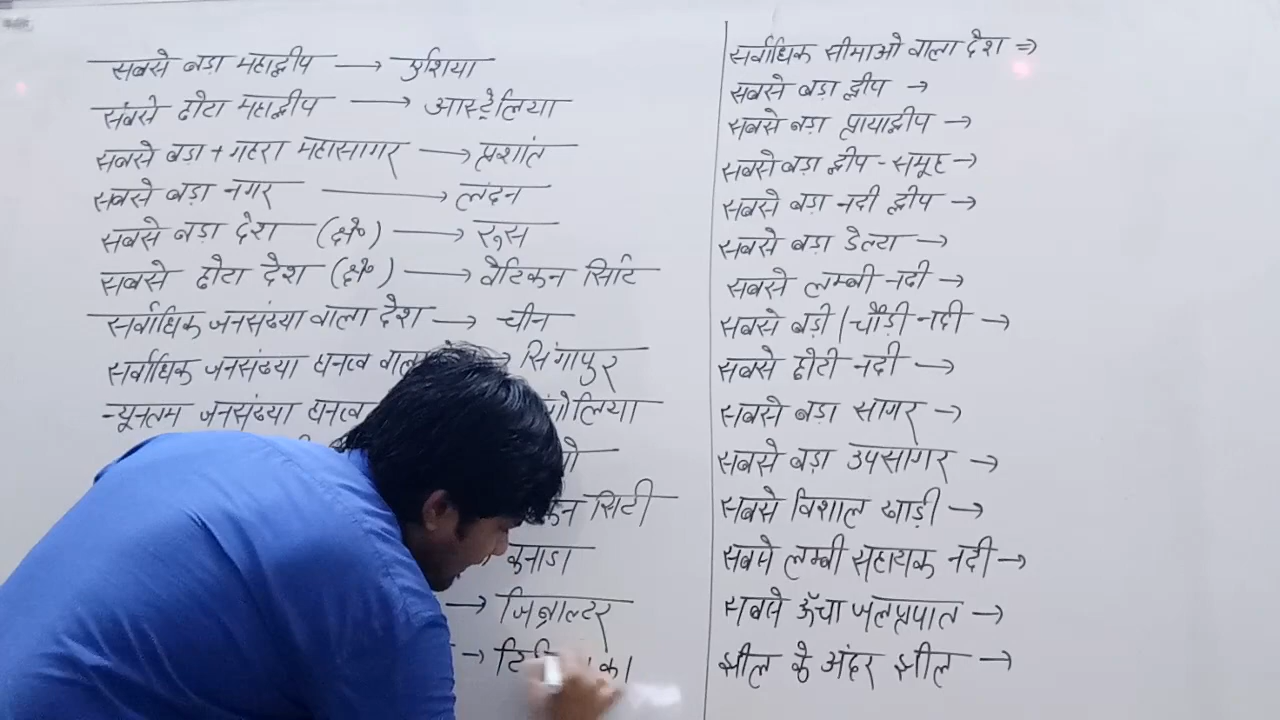 सबसे बड़ा महाद्वीप → एशिया
सबसे छोटा महाद्वीप → आस्ट्रेलिया
सबसे बड़ा + गहरा महासागर → प्रशांत
सबसे बड़ा नगर → लंदन
सबसे बड़ा देश (क्षे०) → रूस
सबसे छोटा देश (क्षे०) → वैटिकन सिटि
सर्वाधिक जनसंख्या वाला देश → चीन
सर्वाधिक जनसंख्या घनत्व → सिंगापुर
न्यूनतम जनसंख्या घनत्व
सिटी
कनाडा
→ जिब्राल्टर
→
सर्वाधिक सीमाओ वाला देश ⇒
सबसे बड़ा द्वीप →
सबसे बड़ा प्रायाद्वीप →
सबसे बड़ा द्वीप - समूह →
सबसे बड़ा नदी द्वीप →
सबसे बड़ा डेल्टा →
सबसे लम्बी नदी →
सबसे बड़ी / चौड़ी नदी →
सबसे छोटी नदी →
सबसे बड़ा सागर →
सबसे बड़ा उपसागर →
सबसे विशाल खाड़ी →
सबसे लम्बी सहायक नदी →
सबसे ऊँचा जलप्रपात →
झील के अंदर झील →